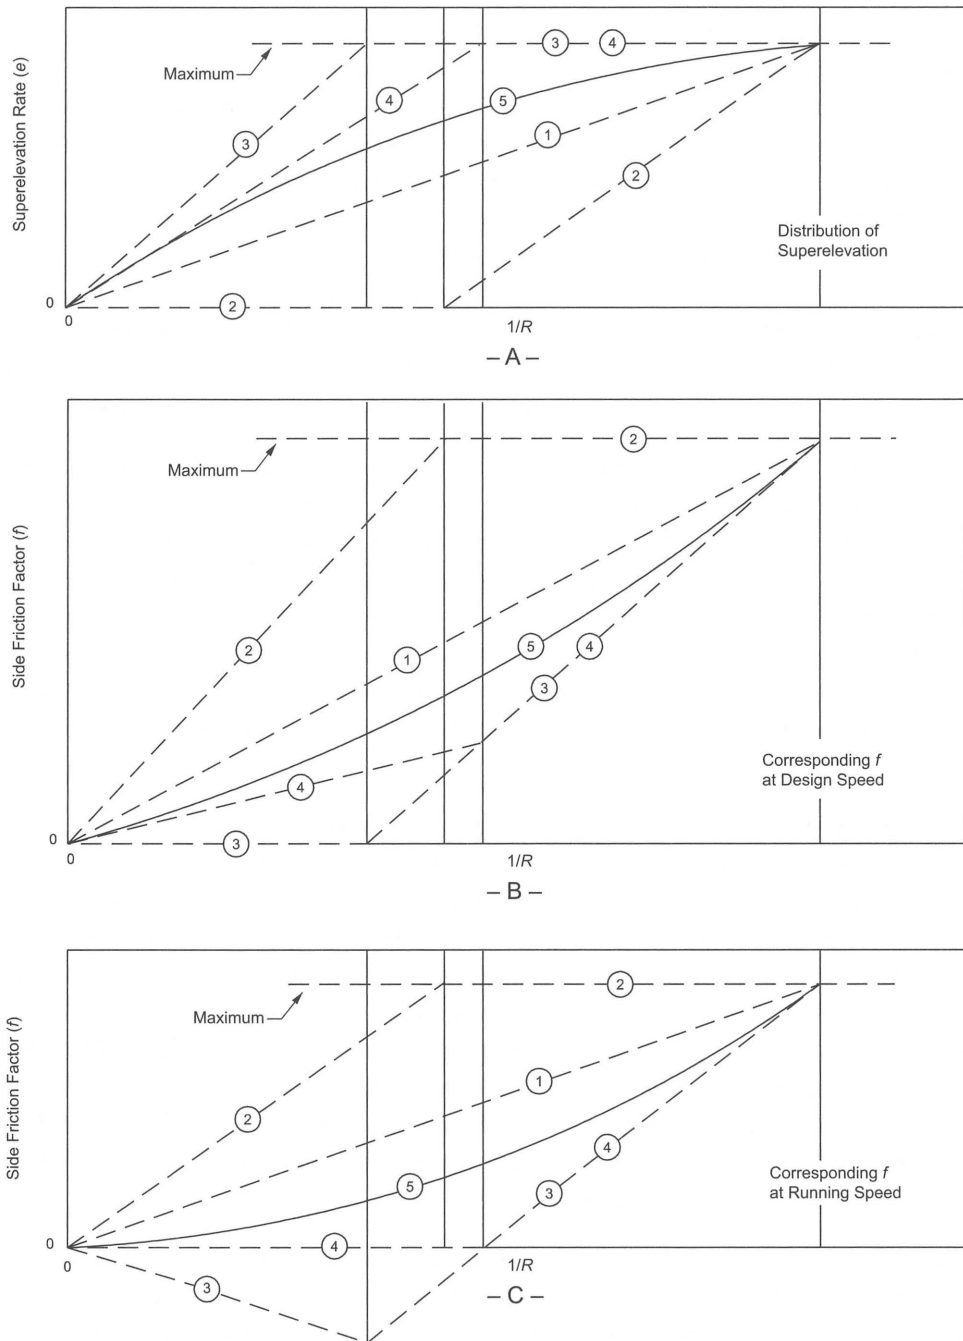 Superelevation Rate (e)
Maximum
3 4
4
5
3
1
2
Distribution of
Superelevation
2
0
0
1/R
– A –
Side Friction Factor (f)
2
Maximum
2
1
5
4
3
Corresponding f
at Design Speed
4
3
0
0
1/R
– B –
Side Friction Factor (f)
2
Maximum
1
2
4
5
3
Corresponding f
at Running Speed
4
0
0
1/R
3
– C –